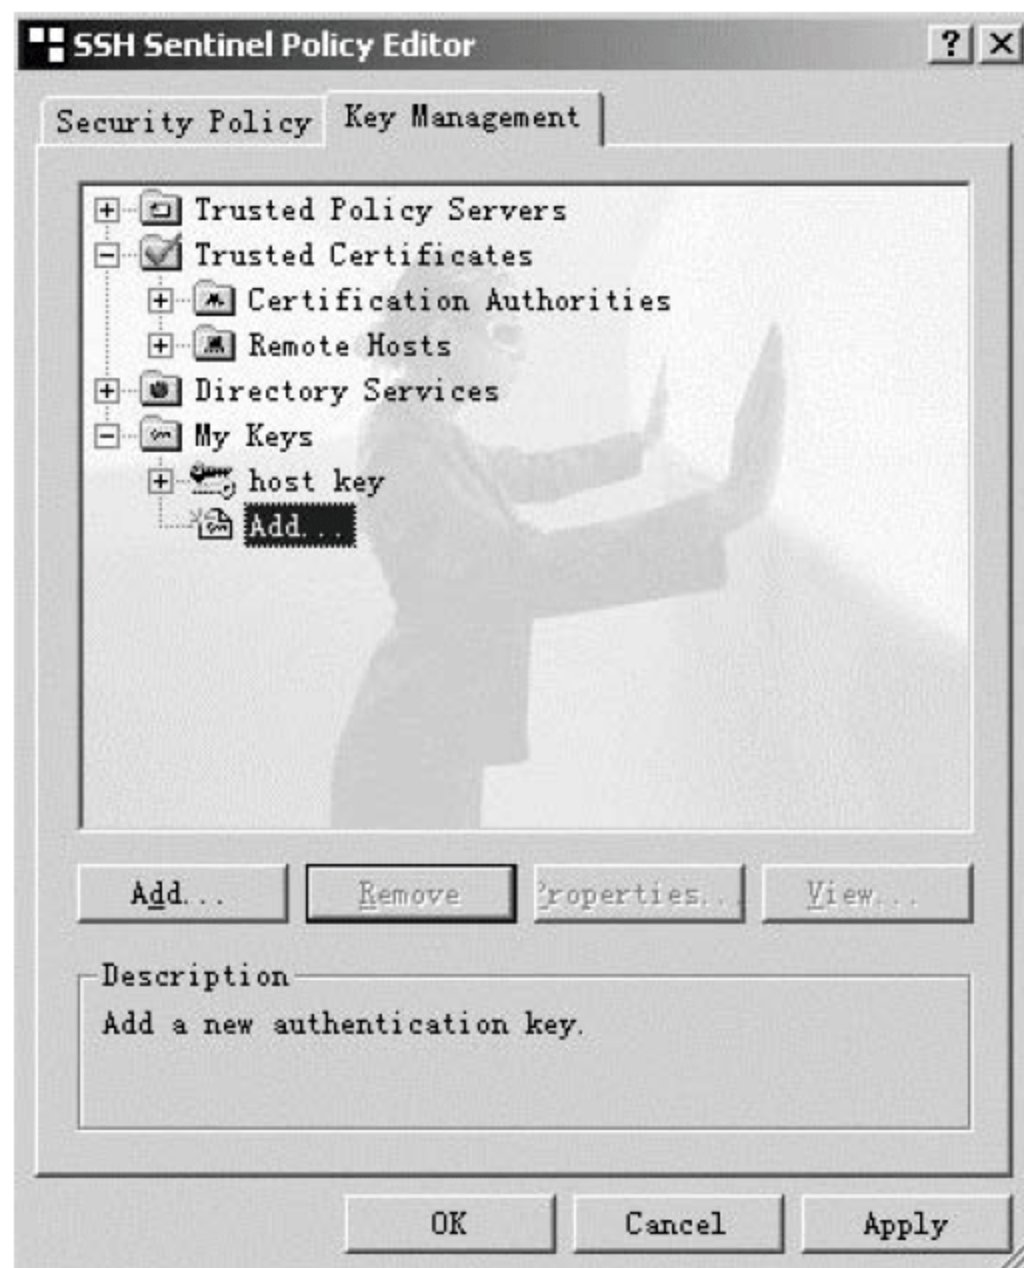 SSH Sentinel Policy Editor
Security Policy
Key Management
Trusted Policy Servers
Trusted Certificates
Certification Authorities
Remote Hosts
Directory Services
My Keys
host key
Add...
Add... Remove Properties... View...
Description
Add a new authentication key.
OK Cancel Apply